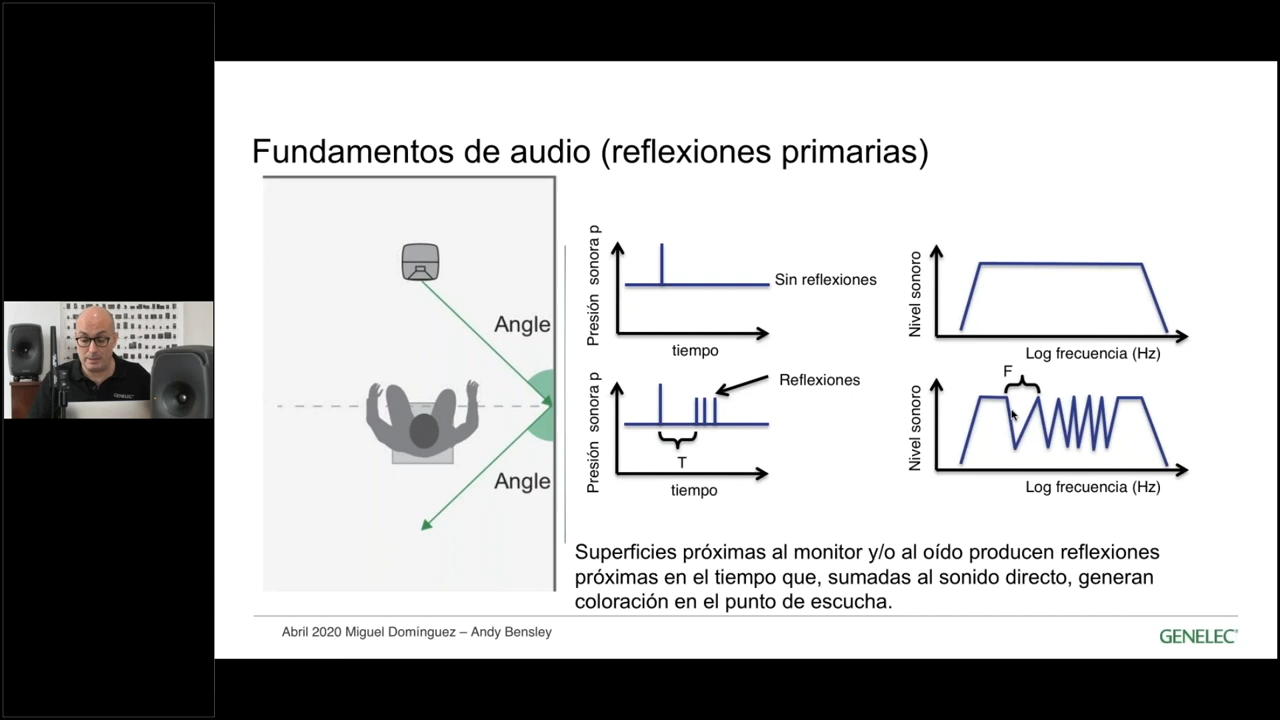 Fundamentos de audio (reflexiones primarias)
Angle
Angle
Presión sonora p
Sin reflexiones
tiempo
Nivel sonoro
Log frecuencia (Hz)
Presión sonora p
Reflexiones
T
tiempo
F
Nivel sonoro
Log frecuencia (Hz)
Superficies próximas al monitor y/o al oído producen reflexiones
próximas en el tiempo que, sumadas al sonido directo, generan
coloración en el punto de escucha.
Abril 2020 Miguel Domínguez – Andy Bensley
GENELEC®
GENELEC